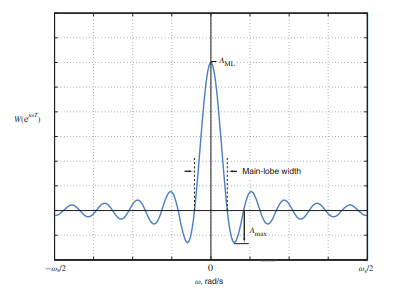 A_ML
W(e^{jωT})
Main-lobe width
A_max
−ω_s/2 0 ω_s/2
ω, rad/s